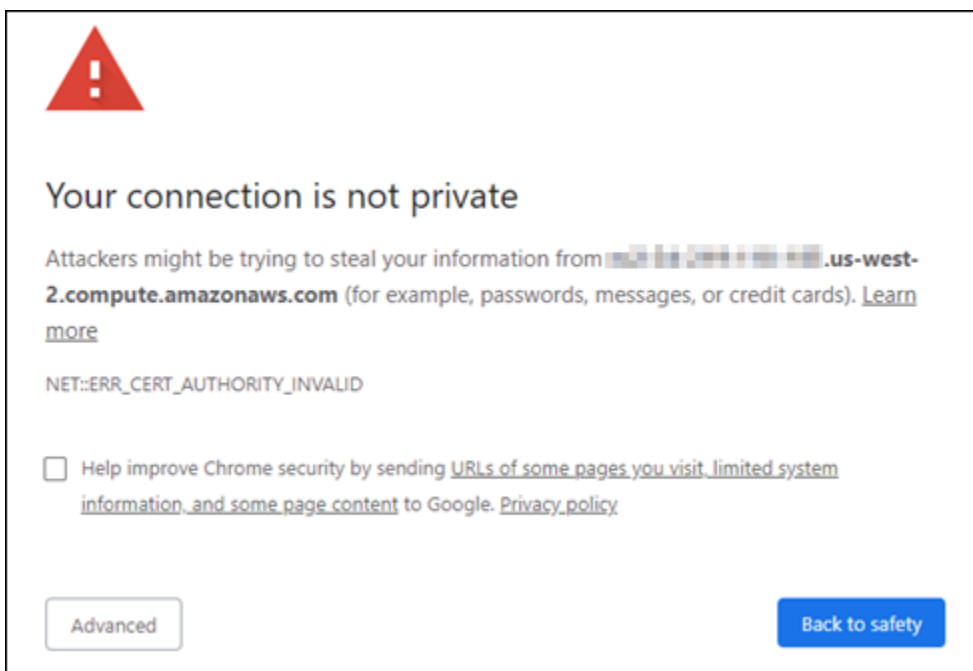 Your connection is not private
Attackers might be trying to steal your information from .us-west-
2.compute.amazonaws.com (for example, passwords, messages, or credit cards). Learn
more
NET::ERR_CERT_AUTHORITY_INVALID
Help improve Chrome security by sending URLs of some pages you visit, limited system
information, and some page content to Google. Privacy policy
Advanced
Back to safety